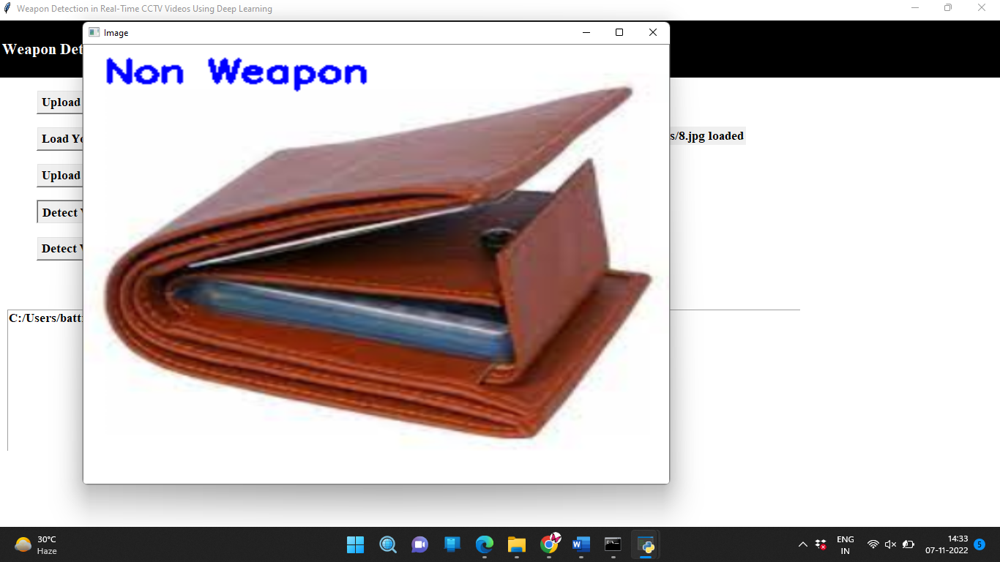 Weapon Detection in Real-Time CCTV Videos Using Deep Learning
Image
Weapon Det
Non Weapon
Upload
Load Yo
s/8.jpg loaded
Upload
Detect
Detect
C:/Users/batt
30°C
Haze
ENG
IN
14:33
07-11-2022
5